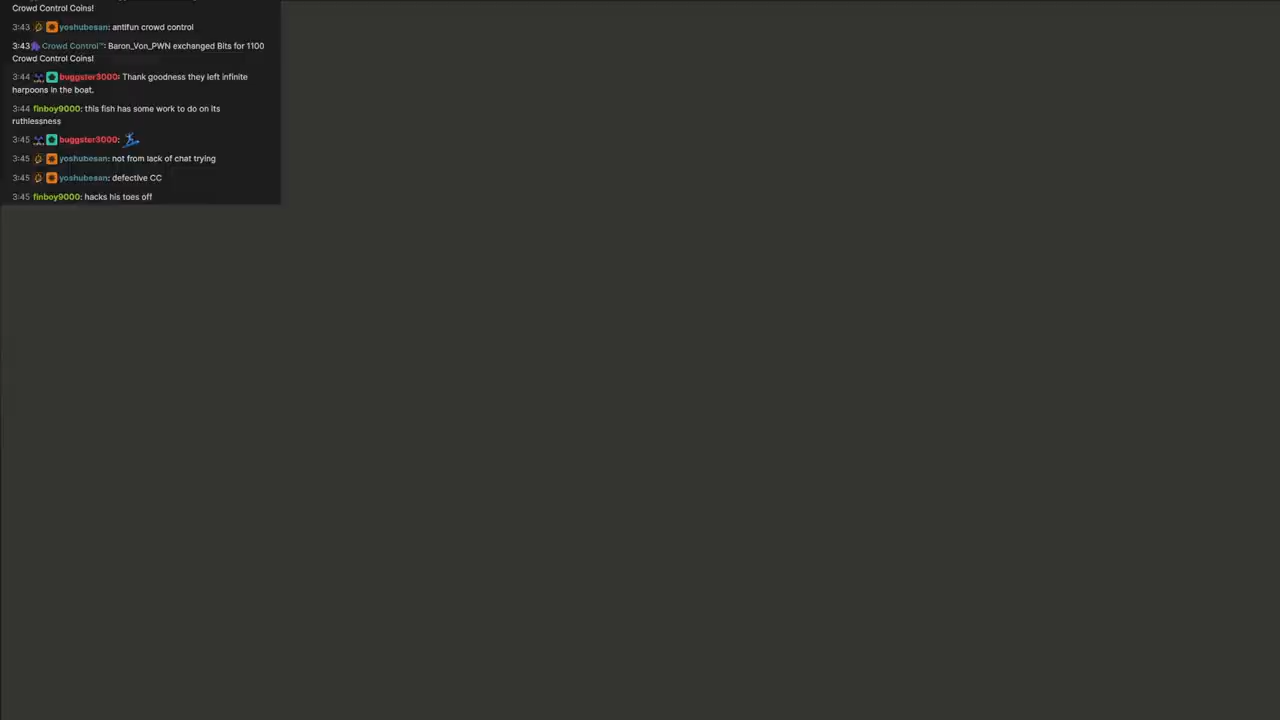 Crowd Control Coins!
3:43 yoshubesan: antifun crowd control
3:43 Crowd Control™: Baron_Von_PWN exchanged Bits for 1100
Crowd Control Coins!
3:44 buggster3000: Thank goodness they left infinite
harpoons in the boat.
3:44 finboy9000: this fish has some work to do on its
ruthlessness
3:45 buggster3000:
3:45 yoshubesan: not from lack of chat trying
3:45 yoshubesan: defective CC
3:45 finboy9000: hacks his toes off